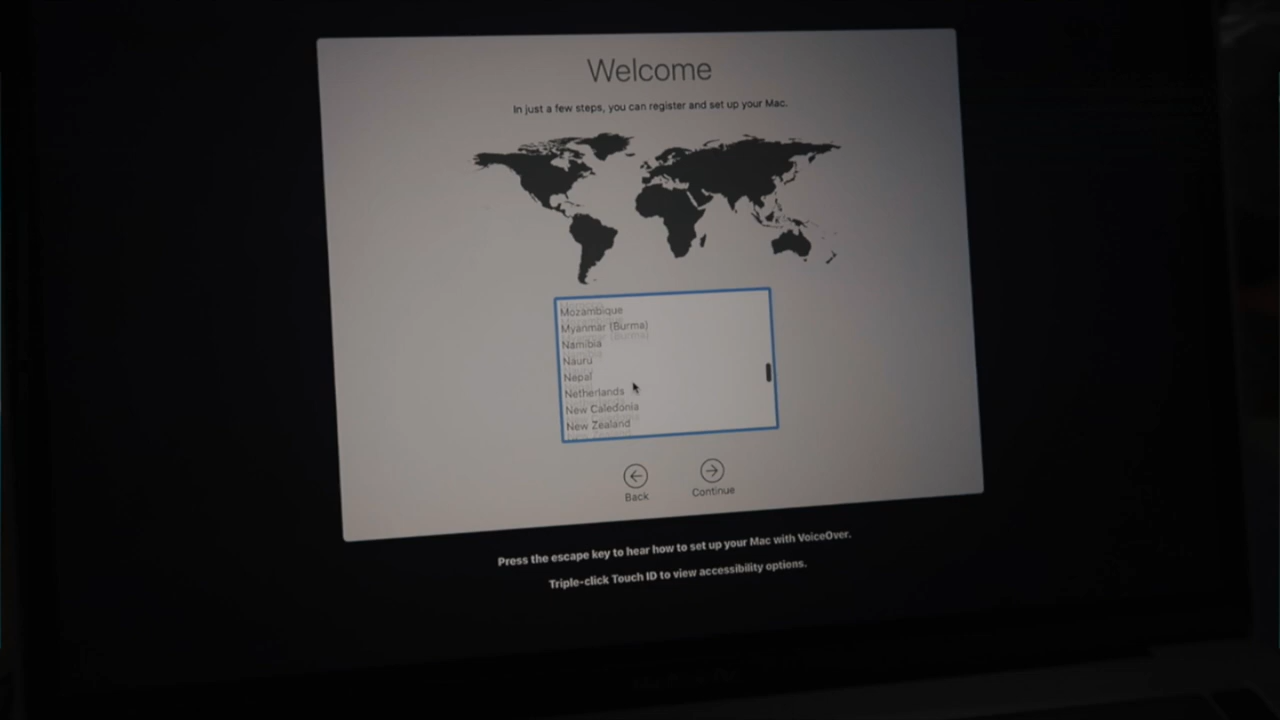 Welcome
In just a few steps, you can register and set up your Mac.
Mozambique
Myanmar (Burma)
Namibia
Nauru
Nepal
Netherlands
New Caledonia
New Zealand
Back
Continue
Press the escape key to hear how to set up your Mac with VoiceOver.
Triple-click Touch ID to view accessibility options.